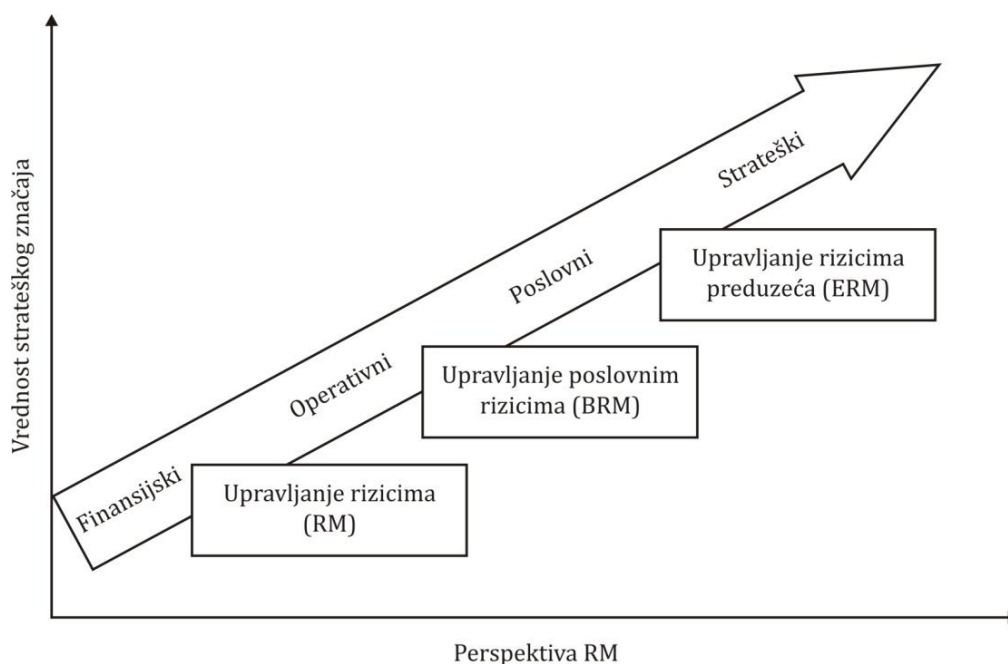 Vrednost strateškog značaja
Strateški
Poslovni
Operativni
Finansijski
Upravljanje rizicima
preduzeća (ERM)
Upravljanje poslovnim
rizicima (BRM)
Upravljanje rizicima
(RM)
Perspektiva RM